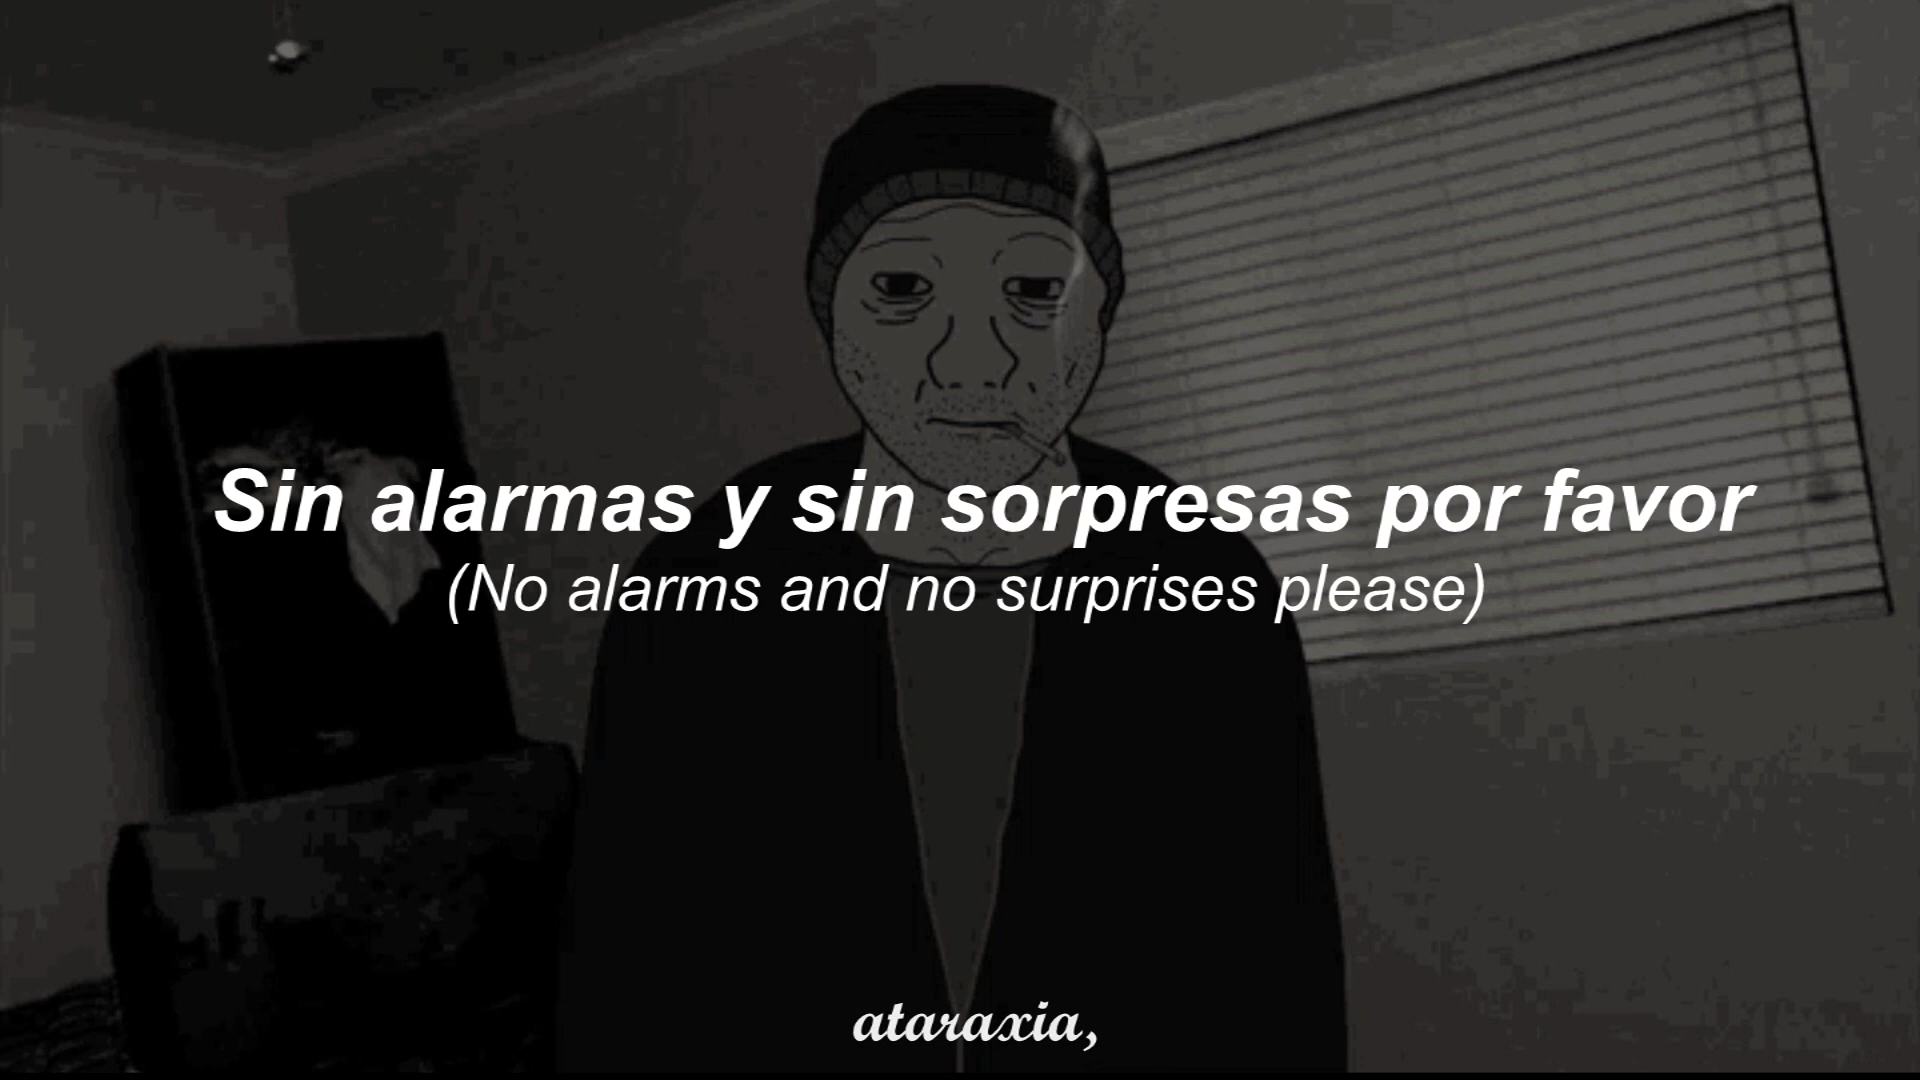 Sin alarmas y sin sorpresas por favor
(No alarms and no surprises please)
ataraxia,